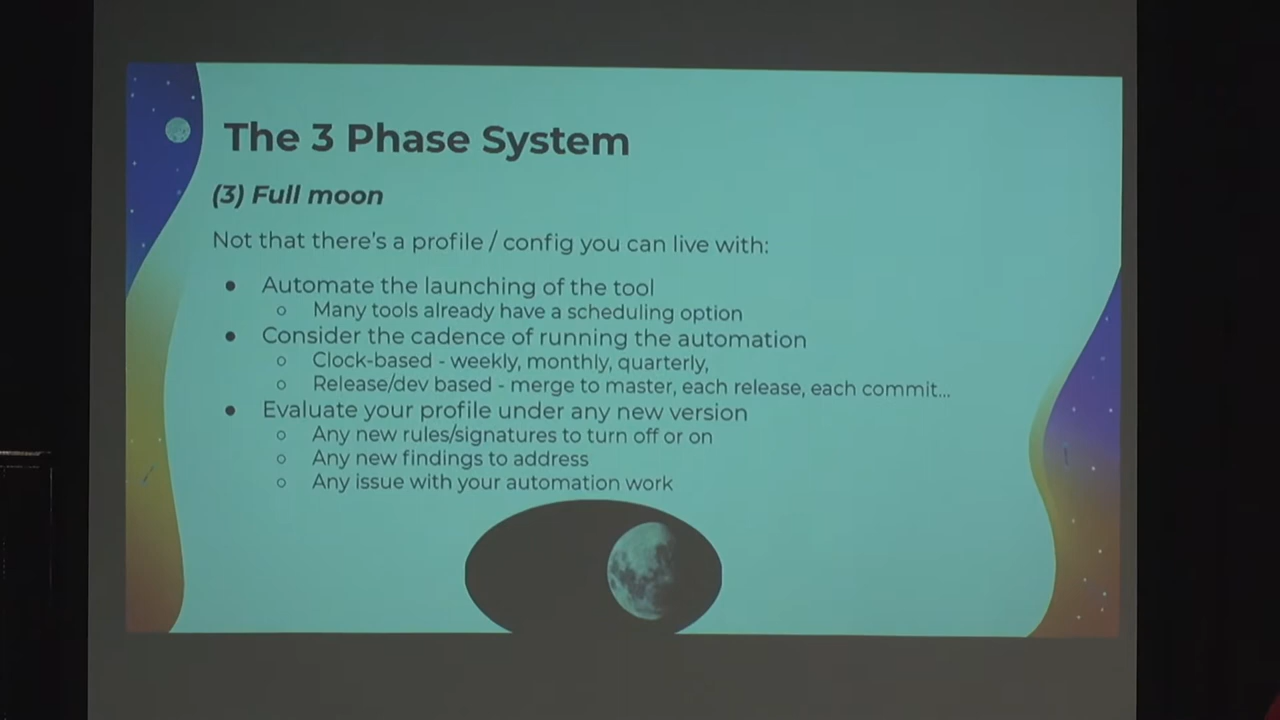 The 3 Phase System
(3) Full moon
Not that there's a profile / config you can live with:
● Automate the launching of the tool
○ Many tools already have a scheduling option
● Consider the cadence of running the automation
○ Clock-based - weekly, monthly, quarterly,
○ Release/dev based - merge to master, each release, each commit...
● Evaluate your profile under any new version
○ Any new rules/signatures to turn off or on
○ Any new findings to address
○ Any issue with your automation work